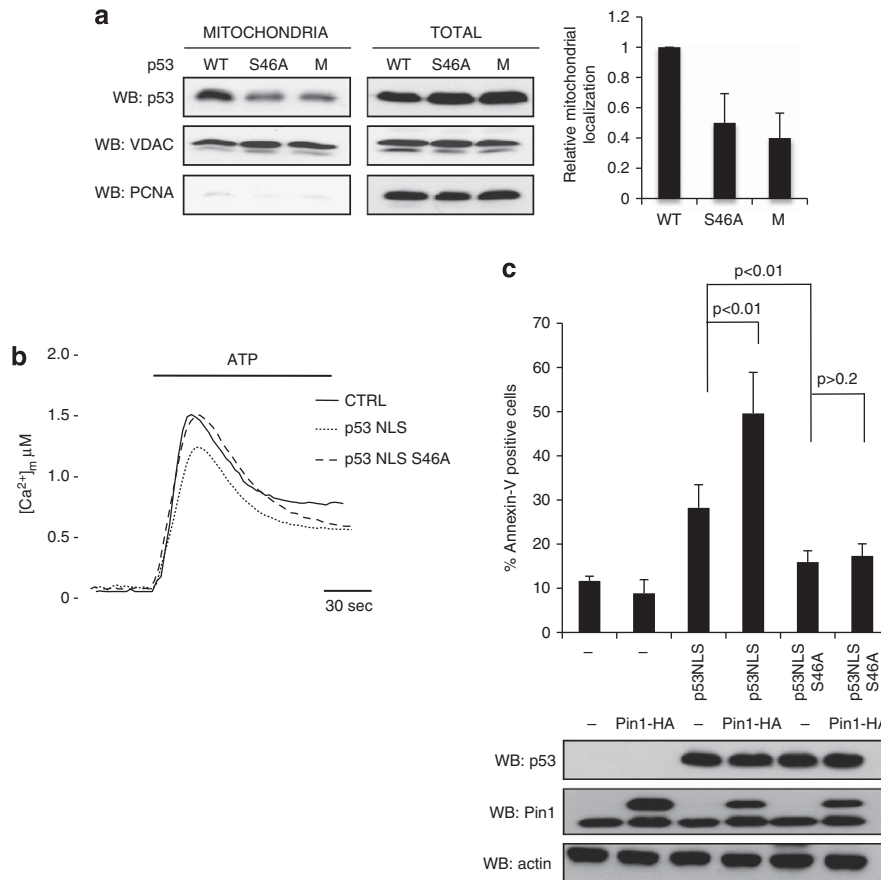 a
MITOCHONDRIA
TOTAL
p53
WT
S46A
M
WT
S46A
M
WB: p53
WB: VDAC
WB: PCNA
Relative mitochondrial
localization
1.2
1
0.8
0.6
0.4
0.2
0
WT
S46A
M
b
[Ca²⁺]m μM
2.0 -
1.5 -
1.0 -
0.5 -
0 -
ATP
CTRL
p53 NLS
p53 NLS S46A
30 sec
c
p<0.01
p<0.01
p>0.2
% Annexin-V positive cells
70
60
50
40
30
20
10
0
–
–
p53NLS
p53NLS
p53NLS
S46A
p53NLS
S46A
– Pin1-HA – Pin1-HA – Pin1-HA
WB: p53
WB: Pin1
WB: actin